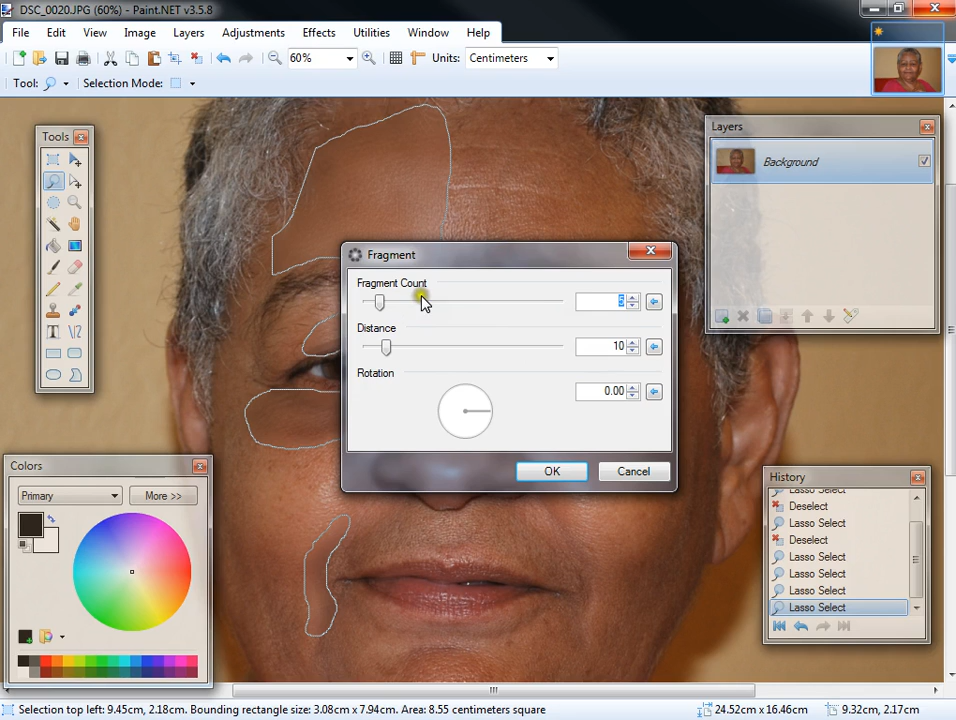 DSC_0020.JPG (60%) - Paint.NET v3.5.8
File Edit View Image Layers Adjustments Effects Utilities Window Help
60% Units: Centimeters
Tool: Selection Mode:
Tools
Layers
Background
Fragment
Fragment Count
5
Distance
10
Rotation
0.00
OK Cancel
Colors
Primary More >>
History
Lasso Select
Deselect
Lasso Select
Deselect
Lasso Select
Lasso Select
Lasso Select
Lasso Select
Selection top left: 9.45cm, 2.18cm. Bounding rectangle size: 3.08cm x 7.94cm. Area: 8.55 centimeters square 24.52cm x 16.46cm 9.32cm, 2.17cm